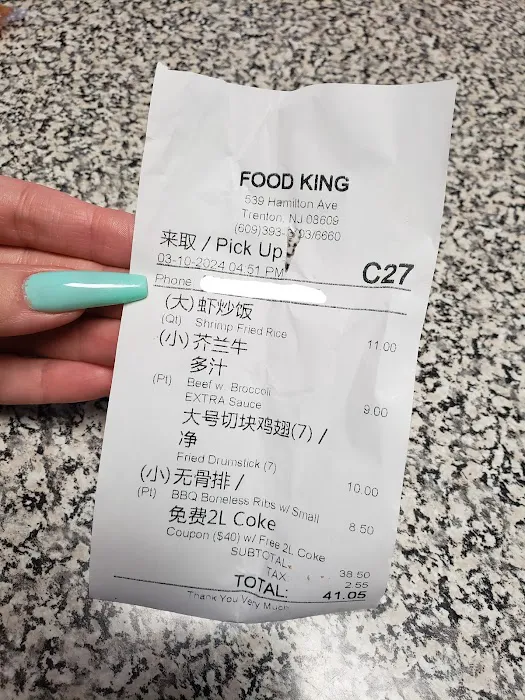 FOOD KING
539 Hamilton Ave
Trenton, NJ 08609
/6660
来取 / Pick Up
03-10-2024 04:51 PM
C27
Phone
(大) 虾炒饭
(Qt) Shrimp Fried Rice 11.00
(小) 芥兰牛
多汁
(Pt) Beef w. Broccoli 9.00
EXTRA Sauce
大号切块鸡翅(7) /
净
Fried Drumstick (7) 10.00
(小) 无骨排 /
(Pt) BBQ Boneless Ribs w/Small 8.50
免费2L Coke
Coupon ($40) w/ Free 2L Coke
SUBTOTAL: 38.50
TAX: 2.55
TOTAL: 41.05
Thank You Very Much